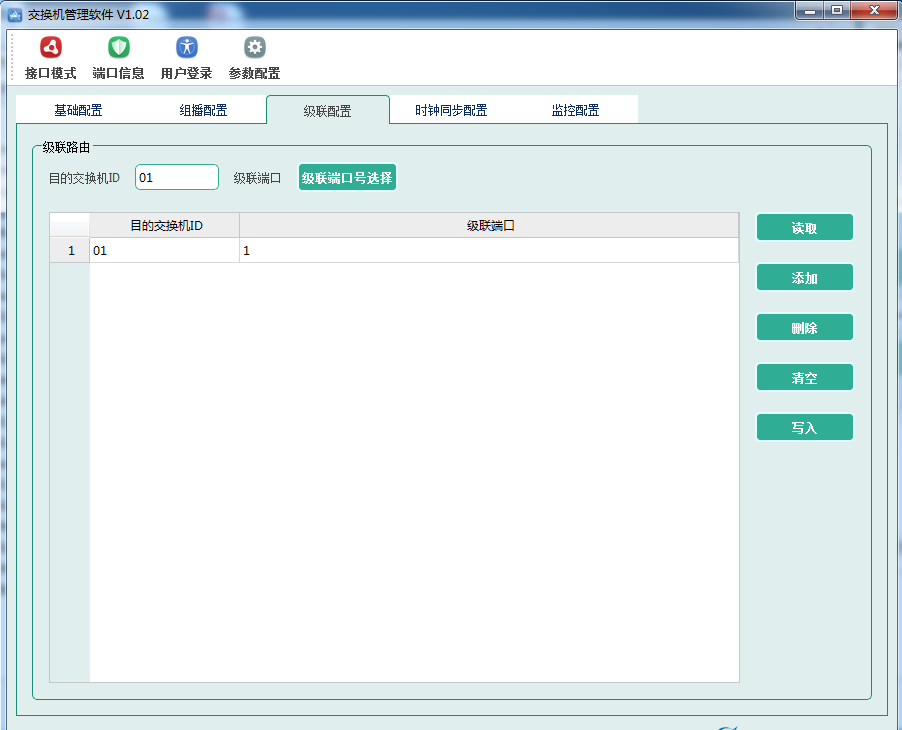 交换机管理软件 V1.02
接口模式 端口信息 用户登录 参数配置
基础配置 组播配置 级联配置 时钟同步配置 监控配置
级联路由
目的交换机ID 01 级联端口 级联端口号选择
目的交换机ID 级联端口
1 01 1
读取
添加
删除
清空
写入